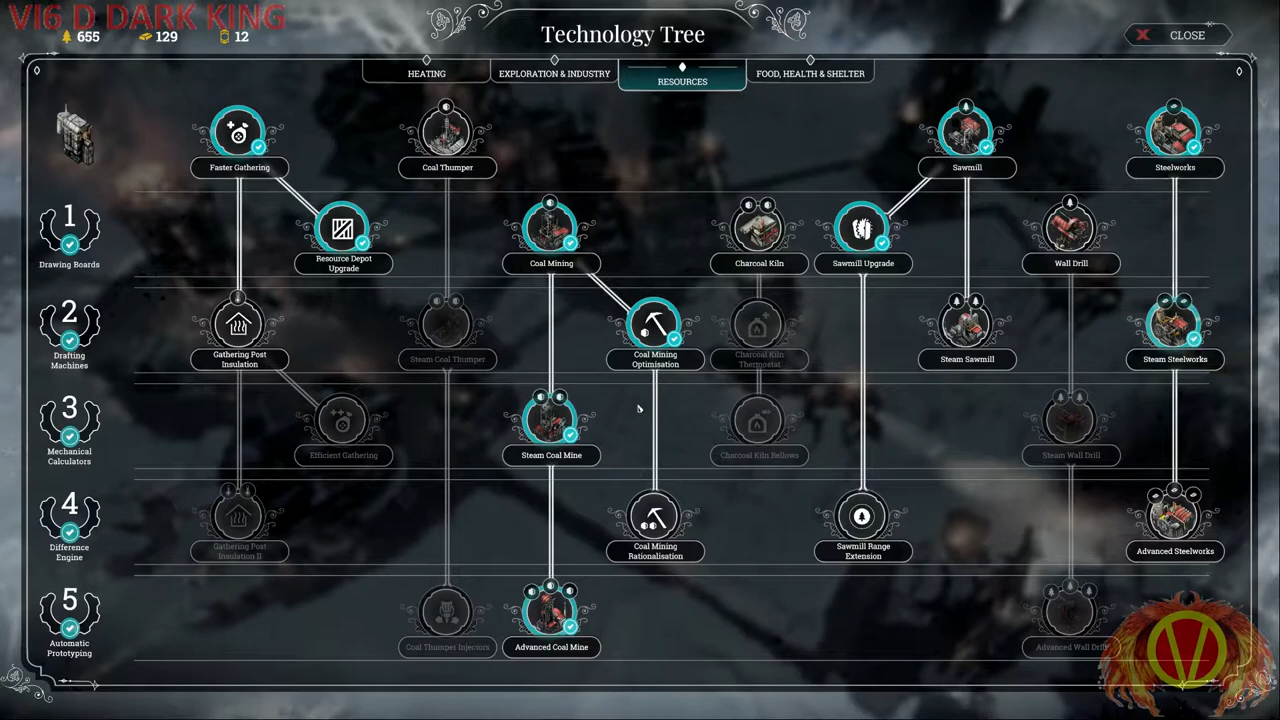 VI6 D DARK KING
655
129
12
Technology Tree
CLOSE
HEATING
EXPLORATION & INDUSTRY
RESOURCES
FOOD, HEALTH & SHELTER
Faster Gathering
Coal Thumper
Sawmill
Steelworks
1
Drawing Boards
Resource Depot
Upgrade
Coal Mining
Charcoal Kiln
Sawmill Upgrade
Wall Drill
2
Drafting
Machines
Gathering Post
Insulation
Steam Coal Thumper
Coal Mining
Optimisation
Charcoal Kiln
Thermostat
Steam Sawmill
Steam Steelworks
3
Mechanical
Calculators
Efficient Gathering
Steam Coal Mine
Charcoal Kiln Bellows
Steam Wall Drill
4
Difference
Engine
Gathering Post
Insulation II
Coal Mining
Rationalisation
Sawmill Range
Extension
Advanced Steelworks
5
Automatic
Prototyping
Coal Thumper Injectors
Advanced Coal Mine
Advanced Wall Drill
V